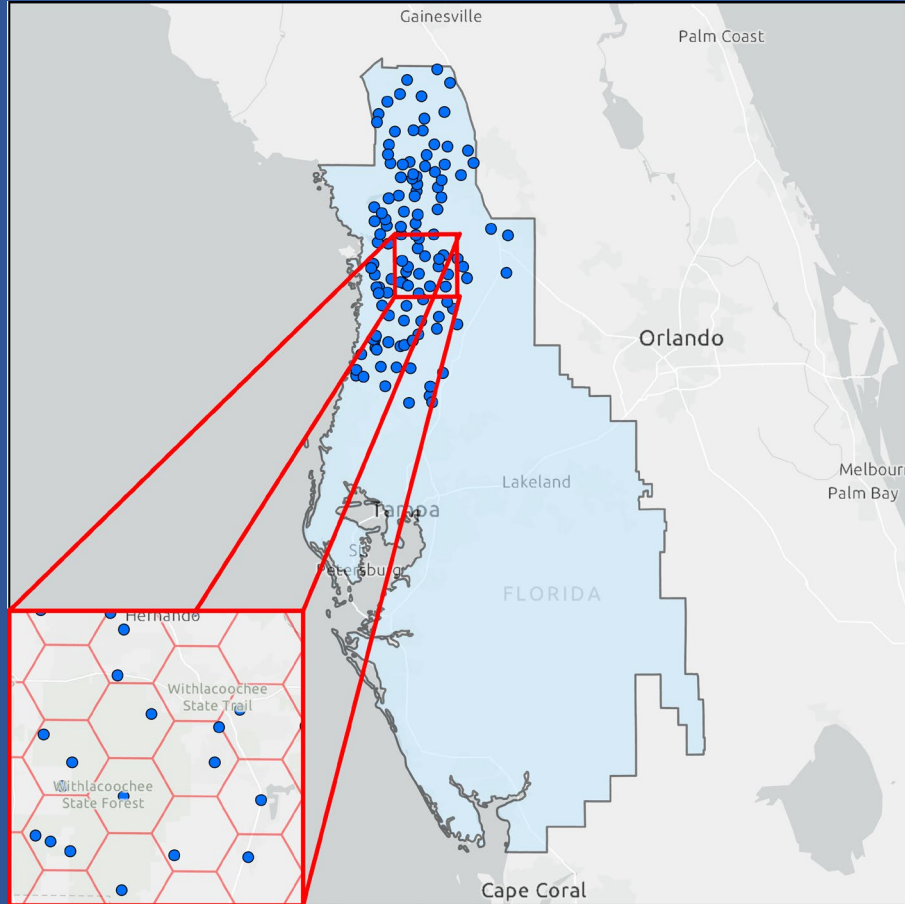 Gainesville
Palm Coast
Orlando
Melbour
Palm Bay
Lakeland
Tampa
St.
Petersburg
FLORIDA
Hernando
Withlacoochee
State Trail
Withlacoochee
State Forest
Cape Coral